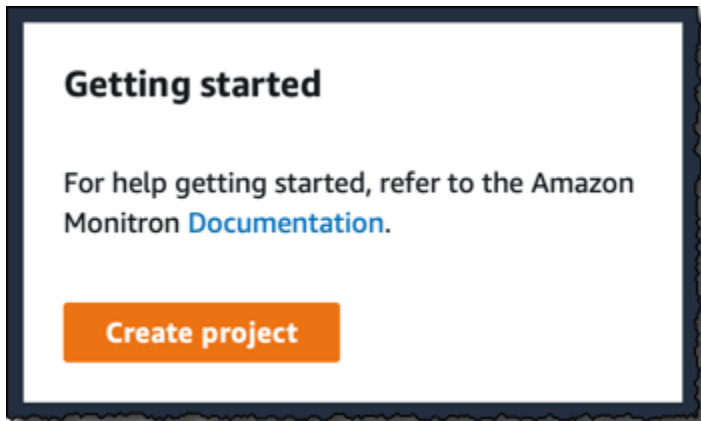 Getting started
For help getting started, refer to the Amazon
Monitron Documentation.
Create project